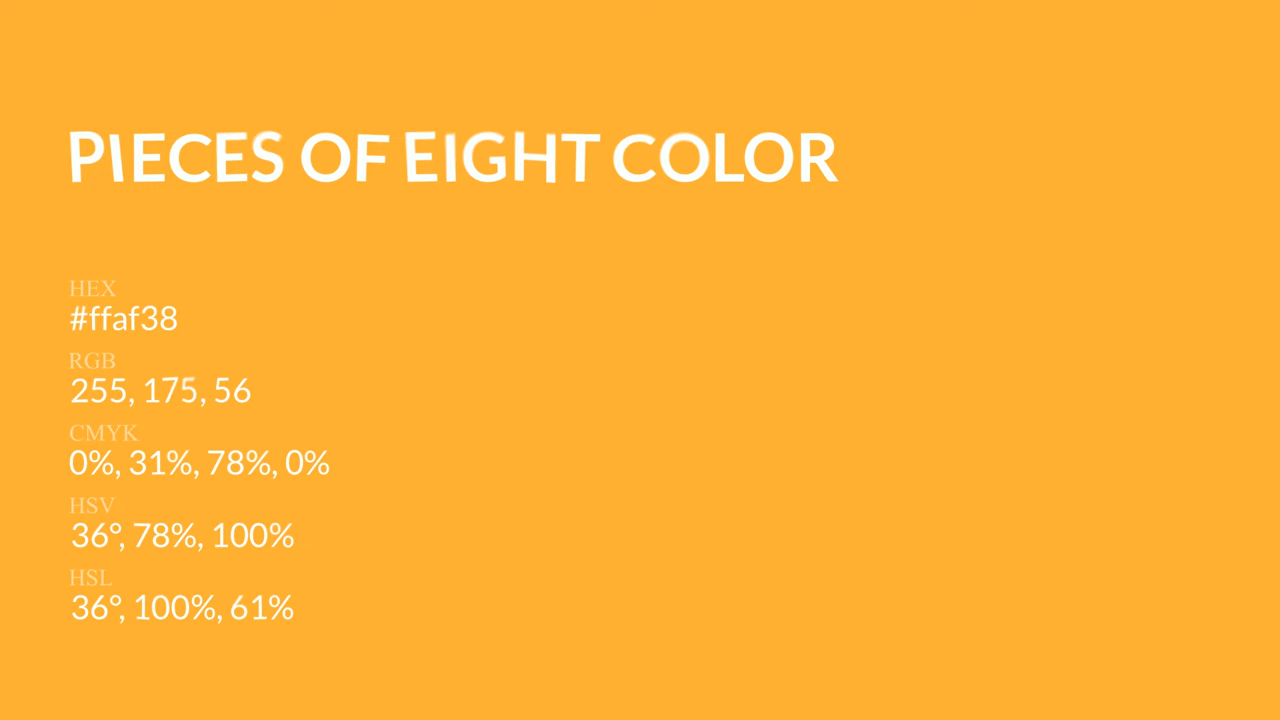 PIECES OF EIGHT COLOR
HEX
#ffaf38
RGB
255, 175, 56
CMYK
0%, 31%, 78%, 0%
HSV
36°, 78%, 100%
HSL
36°, 100%, 61%